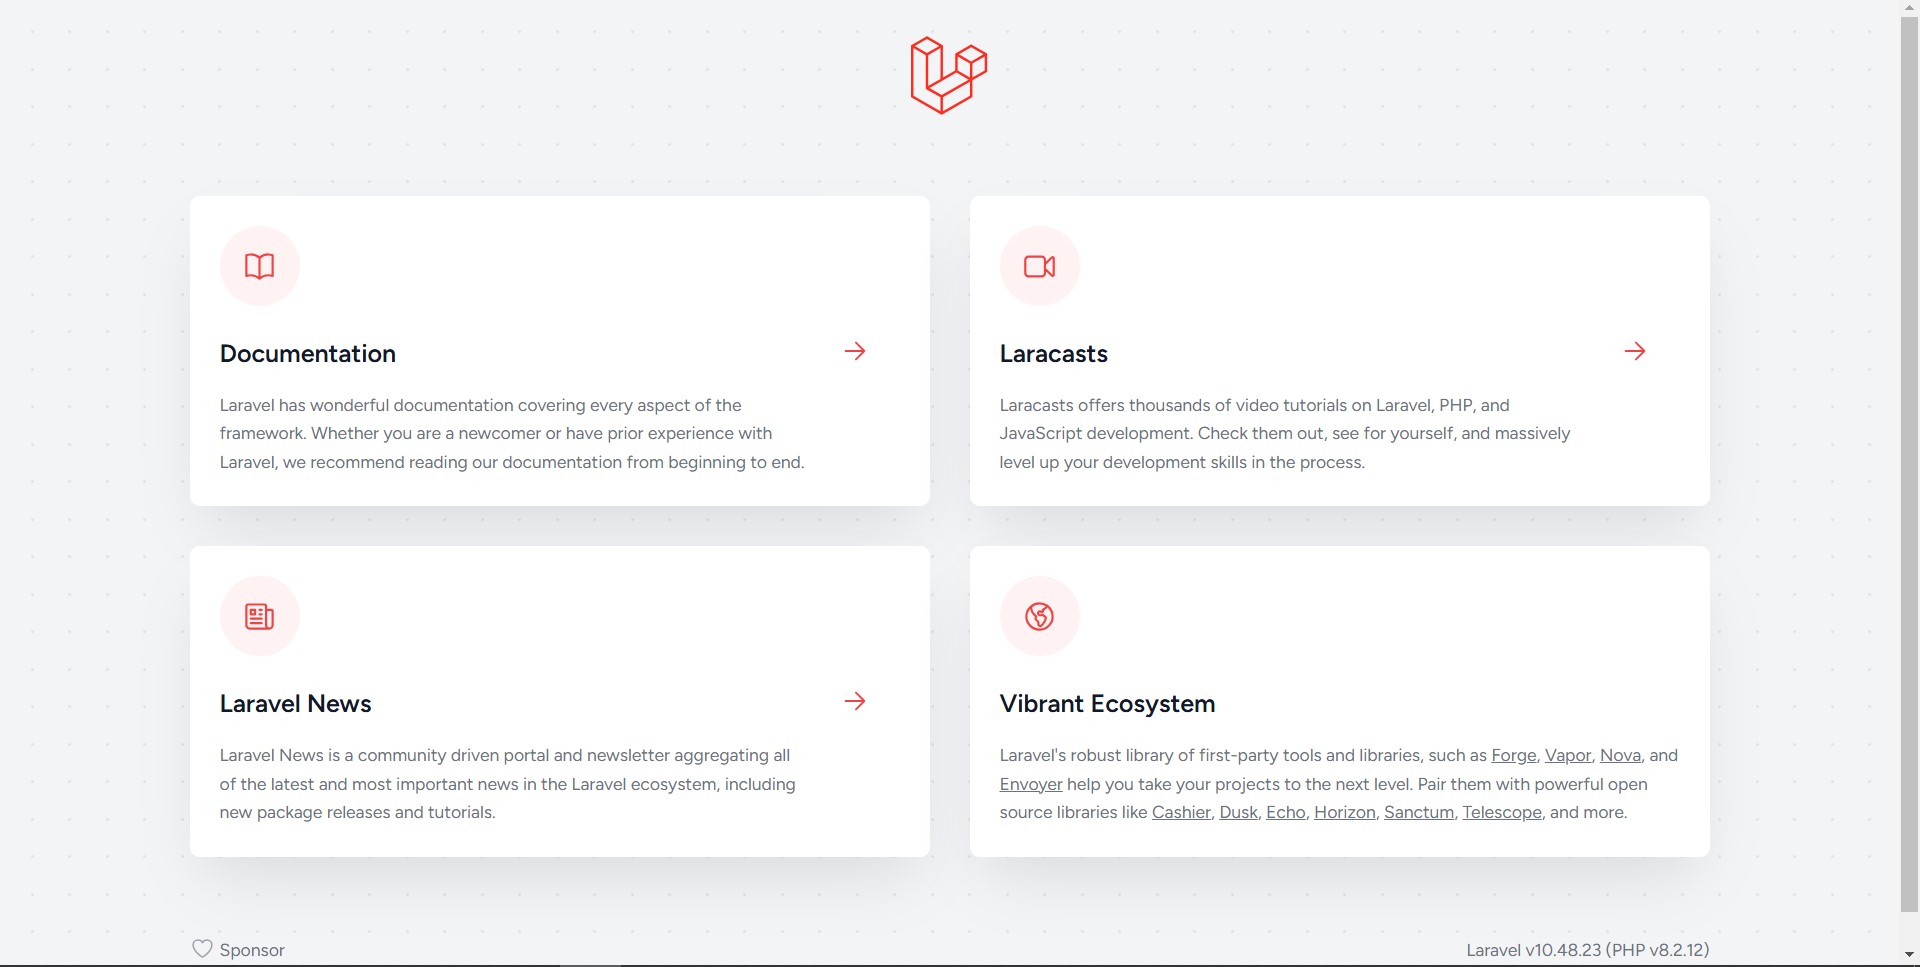 Documentation
Laravel has wonderful documentation covering every aspect of the
framework. Whether you are a newcomer or have prior experience with
Laravel, we recommend reading our documentation from beginning to end.
Laracasts
Laracasts offers thousands of video tutorials on Laravel, PHP, and
JavaScript development. Check them out, see for yourself, and massively
level up your development skills in the process.
Laravel News
Laravel News is a community driven portal and newsletter aggregating all
of the latest and most important news in the Laravel ecosystem, including
new package releases and tutorials.
Vibrant Ecosystem
Laravel's robust library of first-party tools and libraries, such as Forge, Vapor, Nova, and
Envoyer help you take your projects to the next level. Pair them with powerful open
source libraries like Cashier, Dusk, Echo, Horizon, Sanctum, Telescope, and more.
Sponsor
Laravel v10.48.23 (PHP v8.2.12)